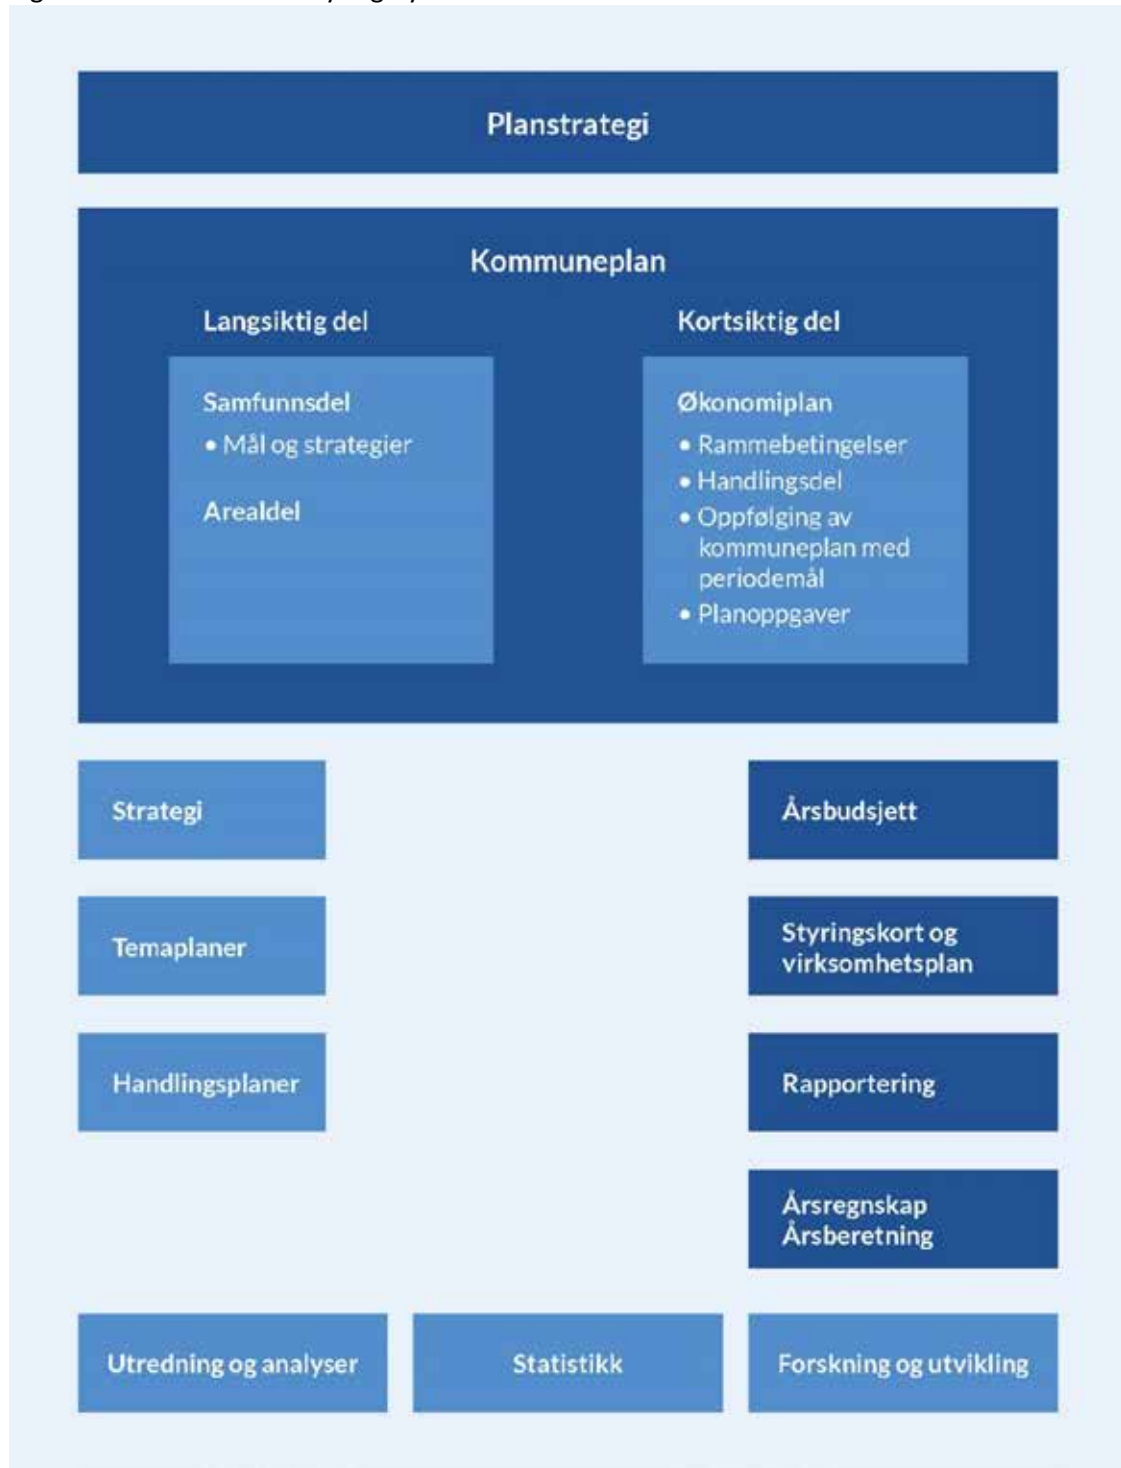 Planstrategi
Kommuneplan
Langsiktig del
Samfunnsdel
• Mål og strategier
Arealdel
Kortsiktig del
Økonomiplan
• Rammebetingelser
• Handlingsdel
• Oppfølging av
kommuneplan med
periodemål
• Planoppgaver
Strategi
Temaplaner
Handlingsplaner
Årsbudsjett
Styringskort og
virksomhetsplan
Rapportering
Årsregnskap
Årsberetning
Utredning og analyser
Statistikk
Forskning og utvikling